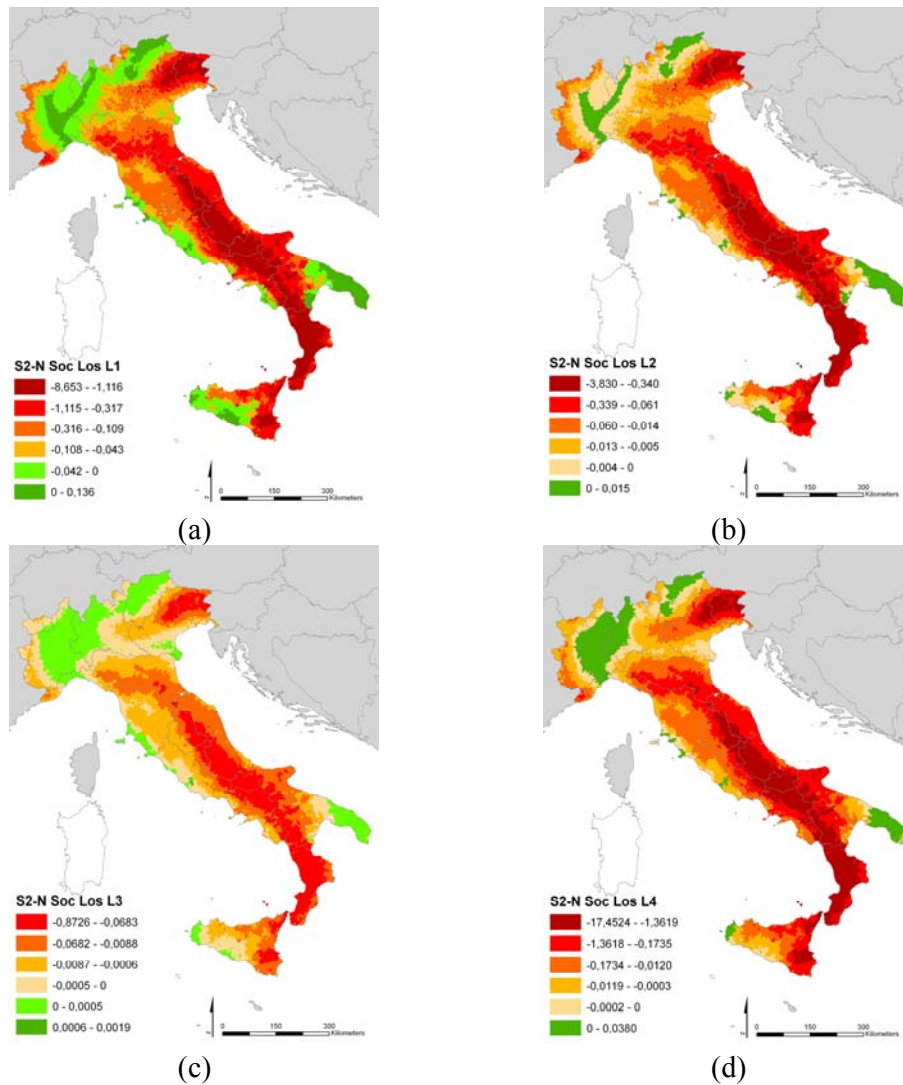 S2-N Soc Los L1
-8,653 - -1,116
-1,115 - -0,317
-0,316 - -0,109
-0,108 - -0,043
-0,042 - 0
0 - 0,136
N
0 150 300
Kilometers
(a)
S2-N Soc Los L2
-3,830 - -0,340
-0,339 - -0,061
-0,060 - -0,014
-0,013 - -0,005
-0,004 - 0
0 - 0,015
N
0 150 300
Kilometers
(b)
S2-N Soc Los L3
-0,8726 - -0,0683
-0,0682 - -0,0088
-0,0087 - -0,0006
-0,0005 - 0
0 - 0,0005
0,0006 - 0,0019
N
0 150 300
Kilometers
(c)
S2-N Soc Los L4
-17,4524 - -1,3619
-1,3618 - -0,1735
-0,1734 - -0,0120
-0,0119 - -0,0003
-0,0002 - 0
0 - 0,0380
N
0 150 300
Kilometers
(d)